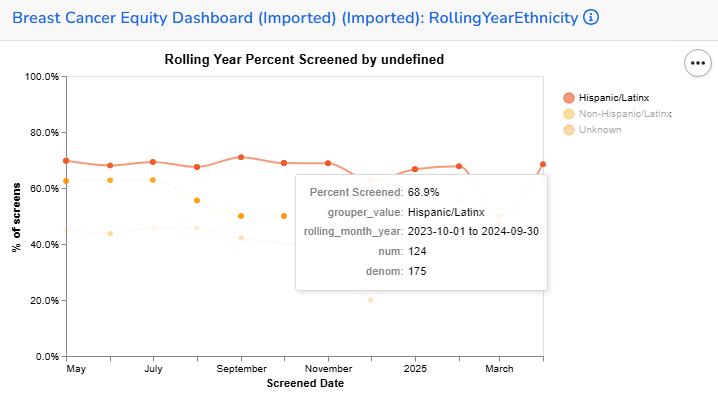 Breast Cancer Equity Dashboard (Imported) (Imported): RollingYearEthnicity
Rolling Year Percent Screened by undefined
100.0%
80.0%
60.0%
40.0%
20.0%
0.0%
% of screens
May
July
September
November
2025
March
Screened Date
Hispanic/Latinx
Non-Hispanic/Latinx
Unknown
Percent Screened: 68.9%
grouper_value: Hispanic/Latinx
rolling_month_year: 2023-10-01 to 2024-09-30
num: 124
denom: 175